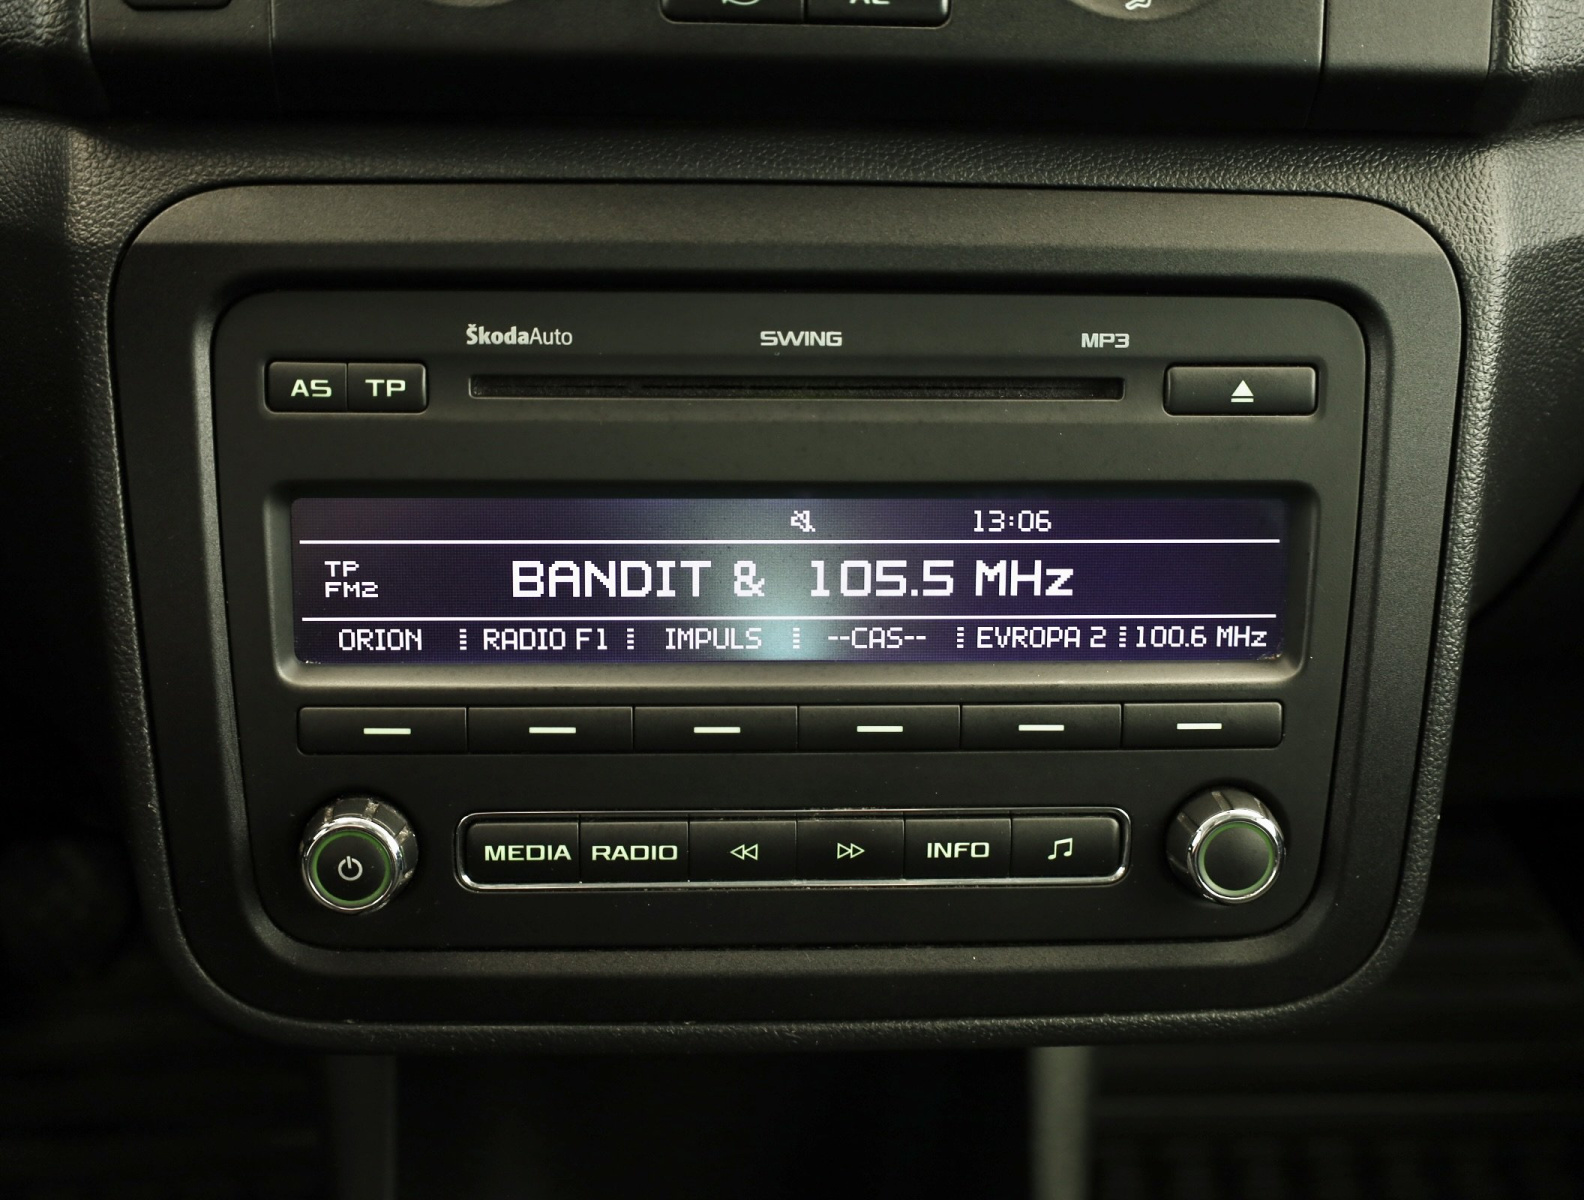 ŠkodaAuto SWING MP3
AS TP
13:06
TP
FM2
BANDIT & 105.5 MHz
ORION RADIO F1 IMPULS --CAS-- EVROPA 2 100.6 MHz
MEDIA RADIO INFO